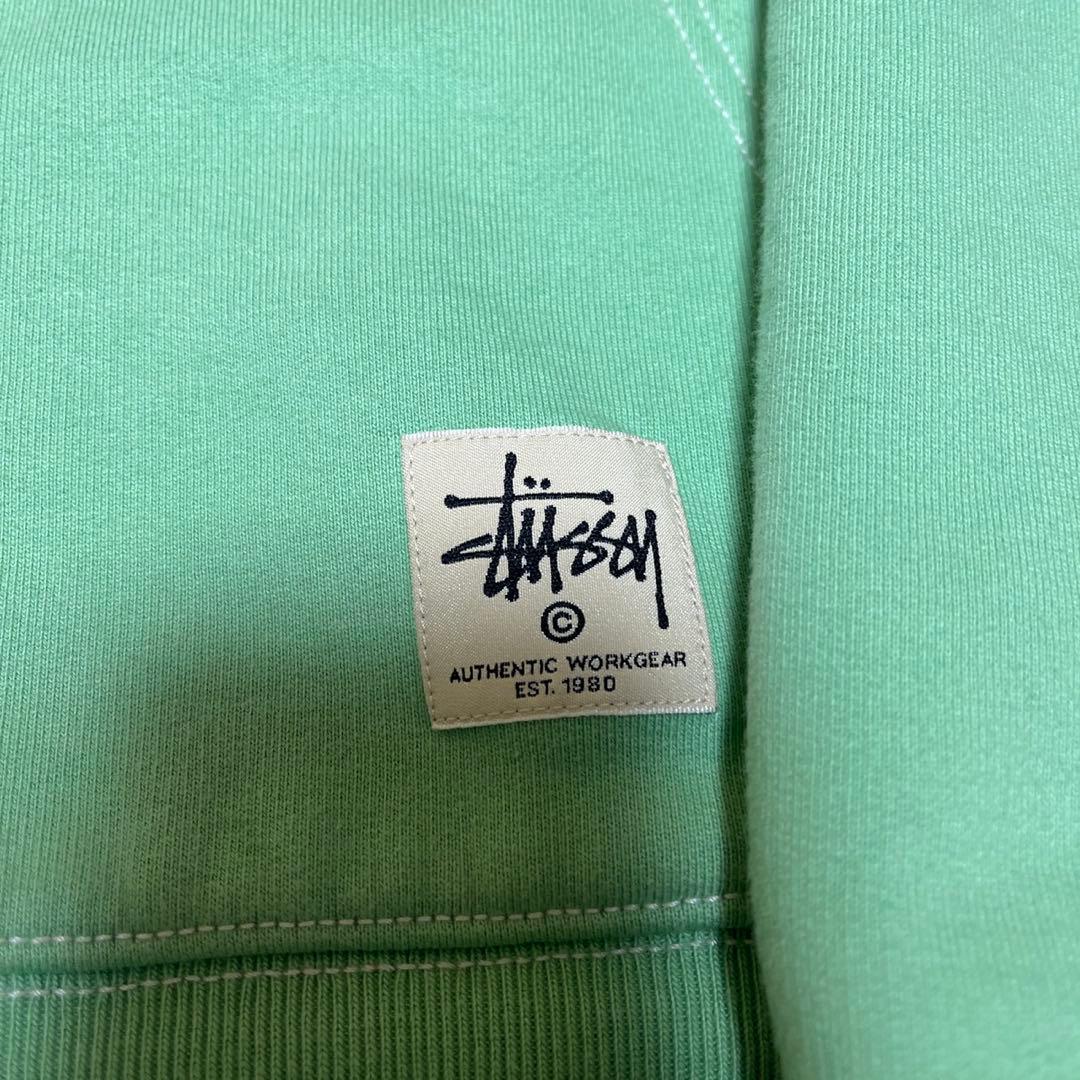 Stüssy
©
AUTHENTIC WORKGEAR
EST. 1980